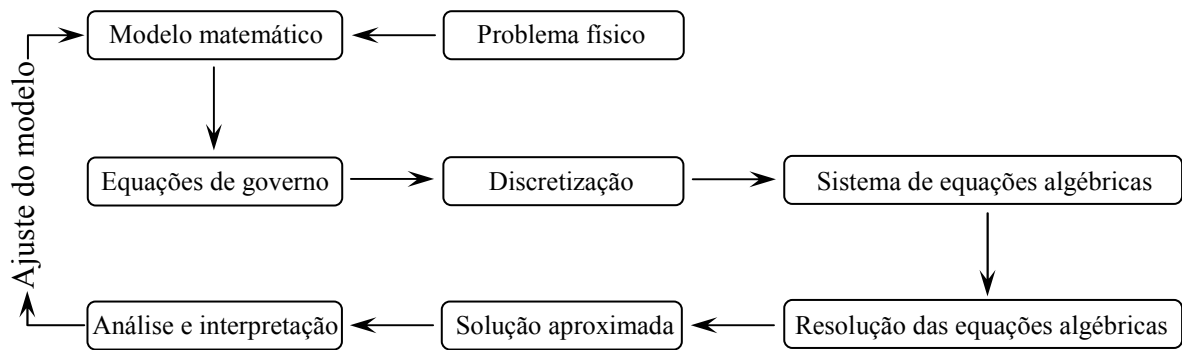 Modelo matemático
Problema físico
Ajuste do modelo
Equações de governo
Discretização
Sistema de equações algébricas
Análise e interpretação
Solução aproximada
Resolução das equações algébricas